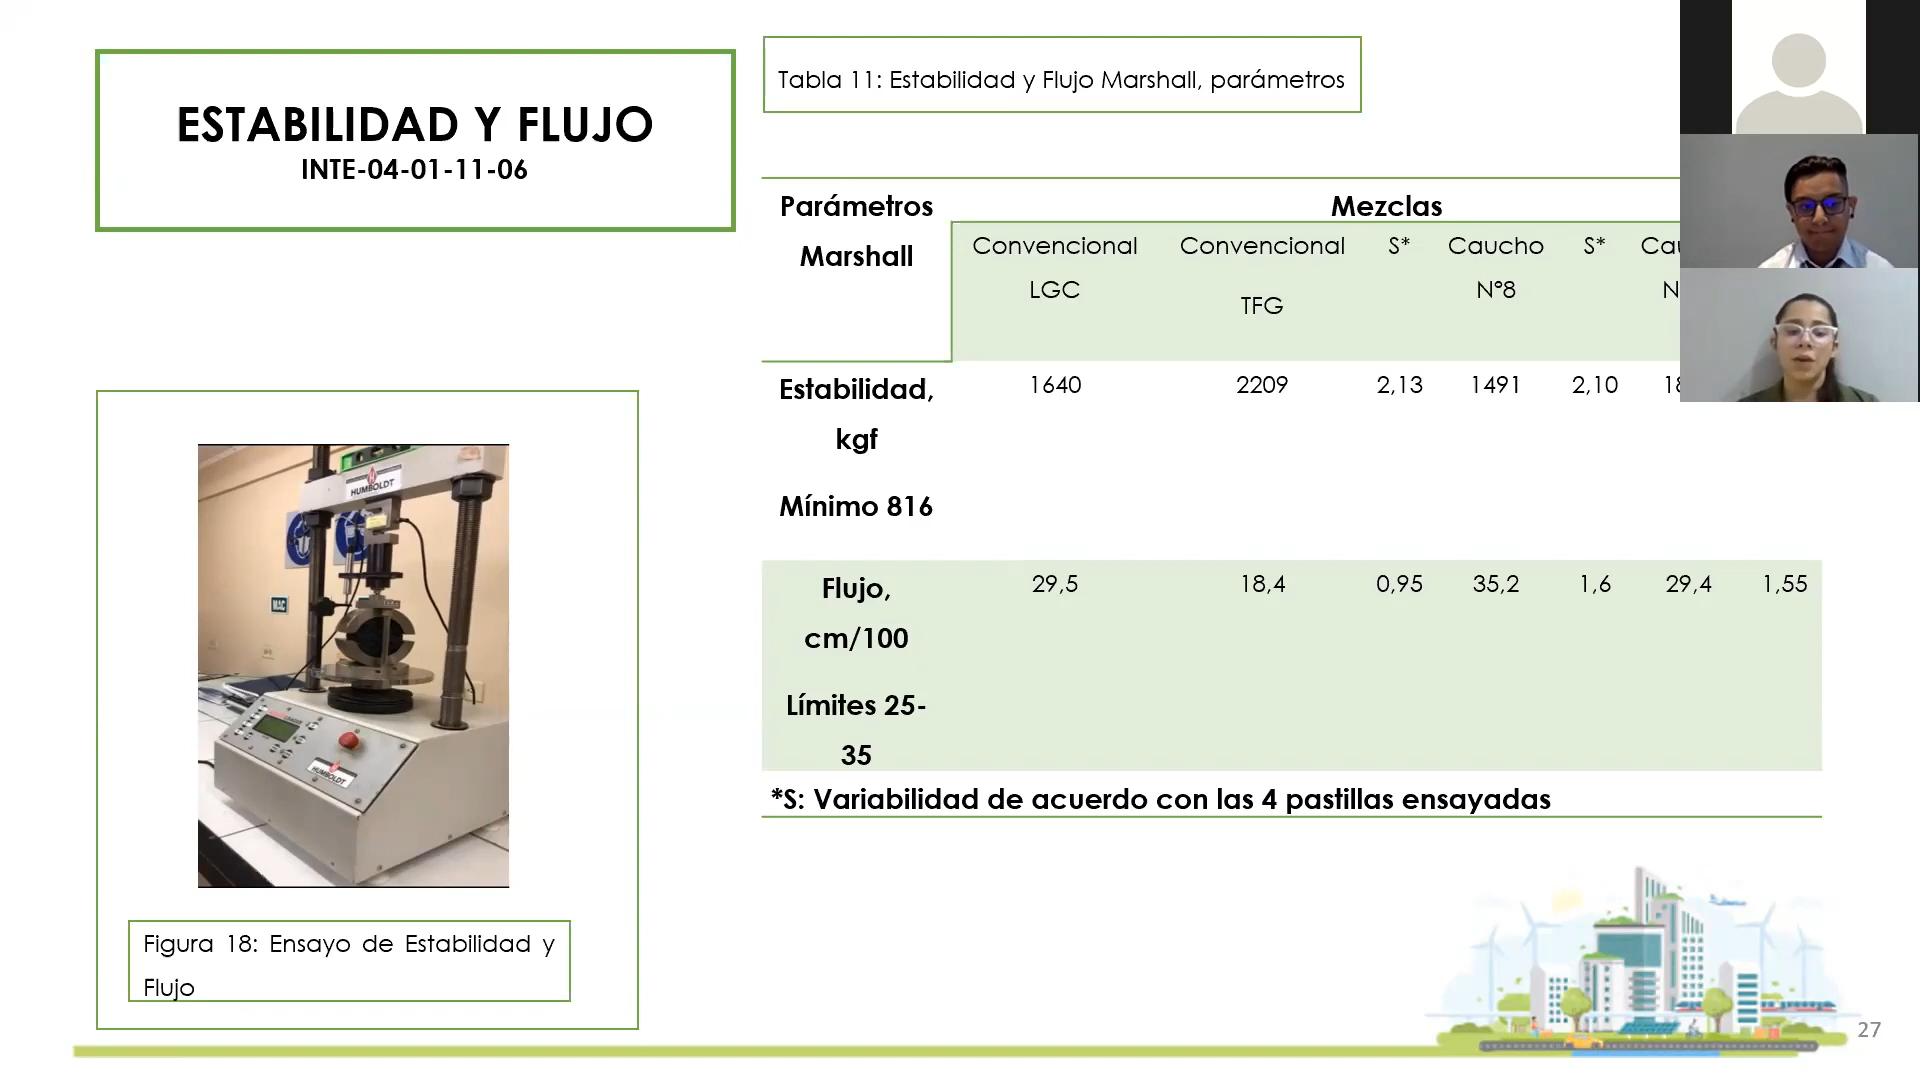 ESTABILIDAD Y FLUJO
INTE-04-01-11-06
Tabla 11: Estabilidad y Flujo Marshall, parámetros
Parámetros
Marshall
Mezclas
Convencional
LGC
Convencional
TFG
S*
Caucho
N°8
S*
Estabilidad,
kgf
Mínimo 816
1640
2209
2,13
1491
2,10
Flujo,
cm/100
Límites 25-
35
29,5
18,4
0,95
35,2
1,6
29,4
1,55
*S: Variabilidad de acuerdo con las 4 pastillas ensayadas
HUMBOLDT
MAC
HUMBOLDT
Figura 18: Ensayo de Estabilidad y
Flujo
27